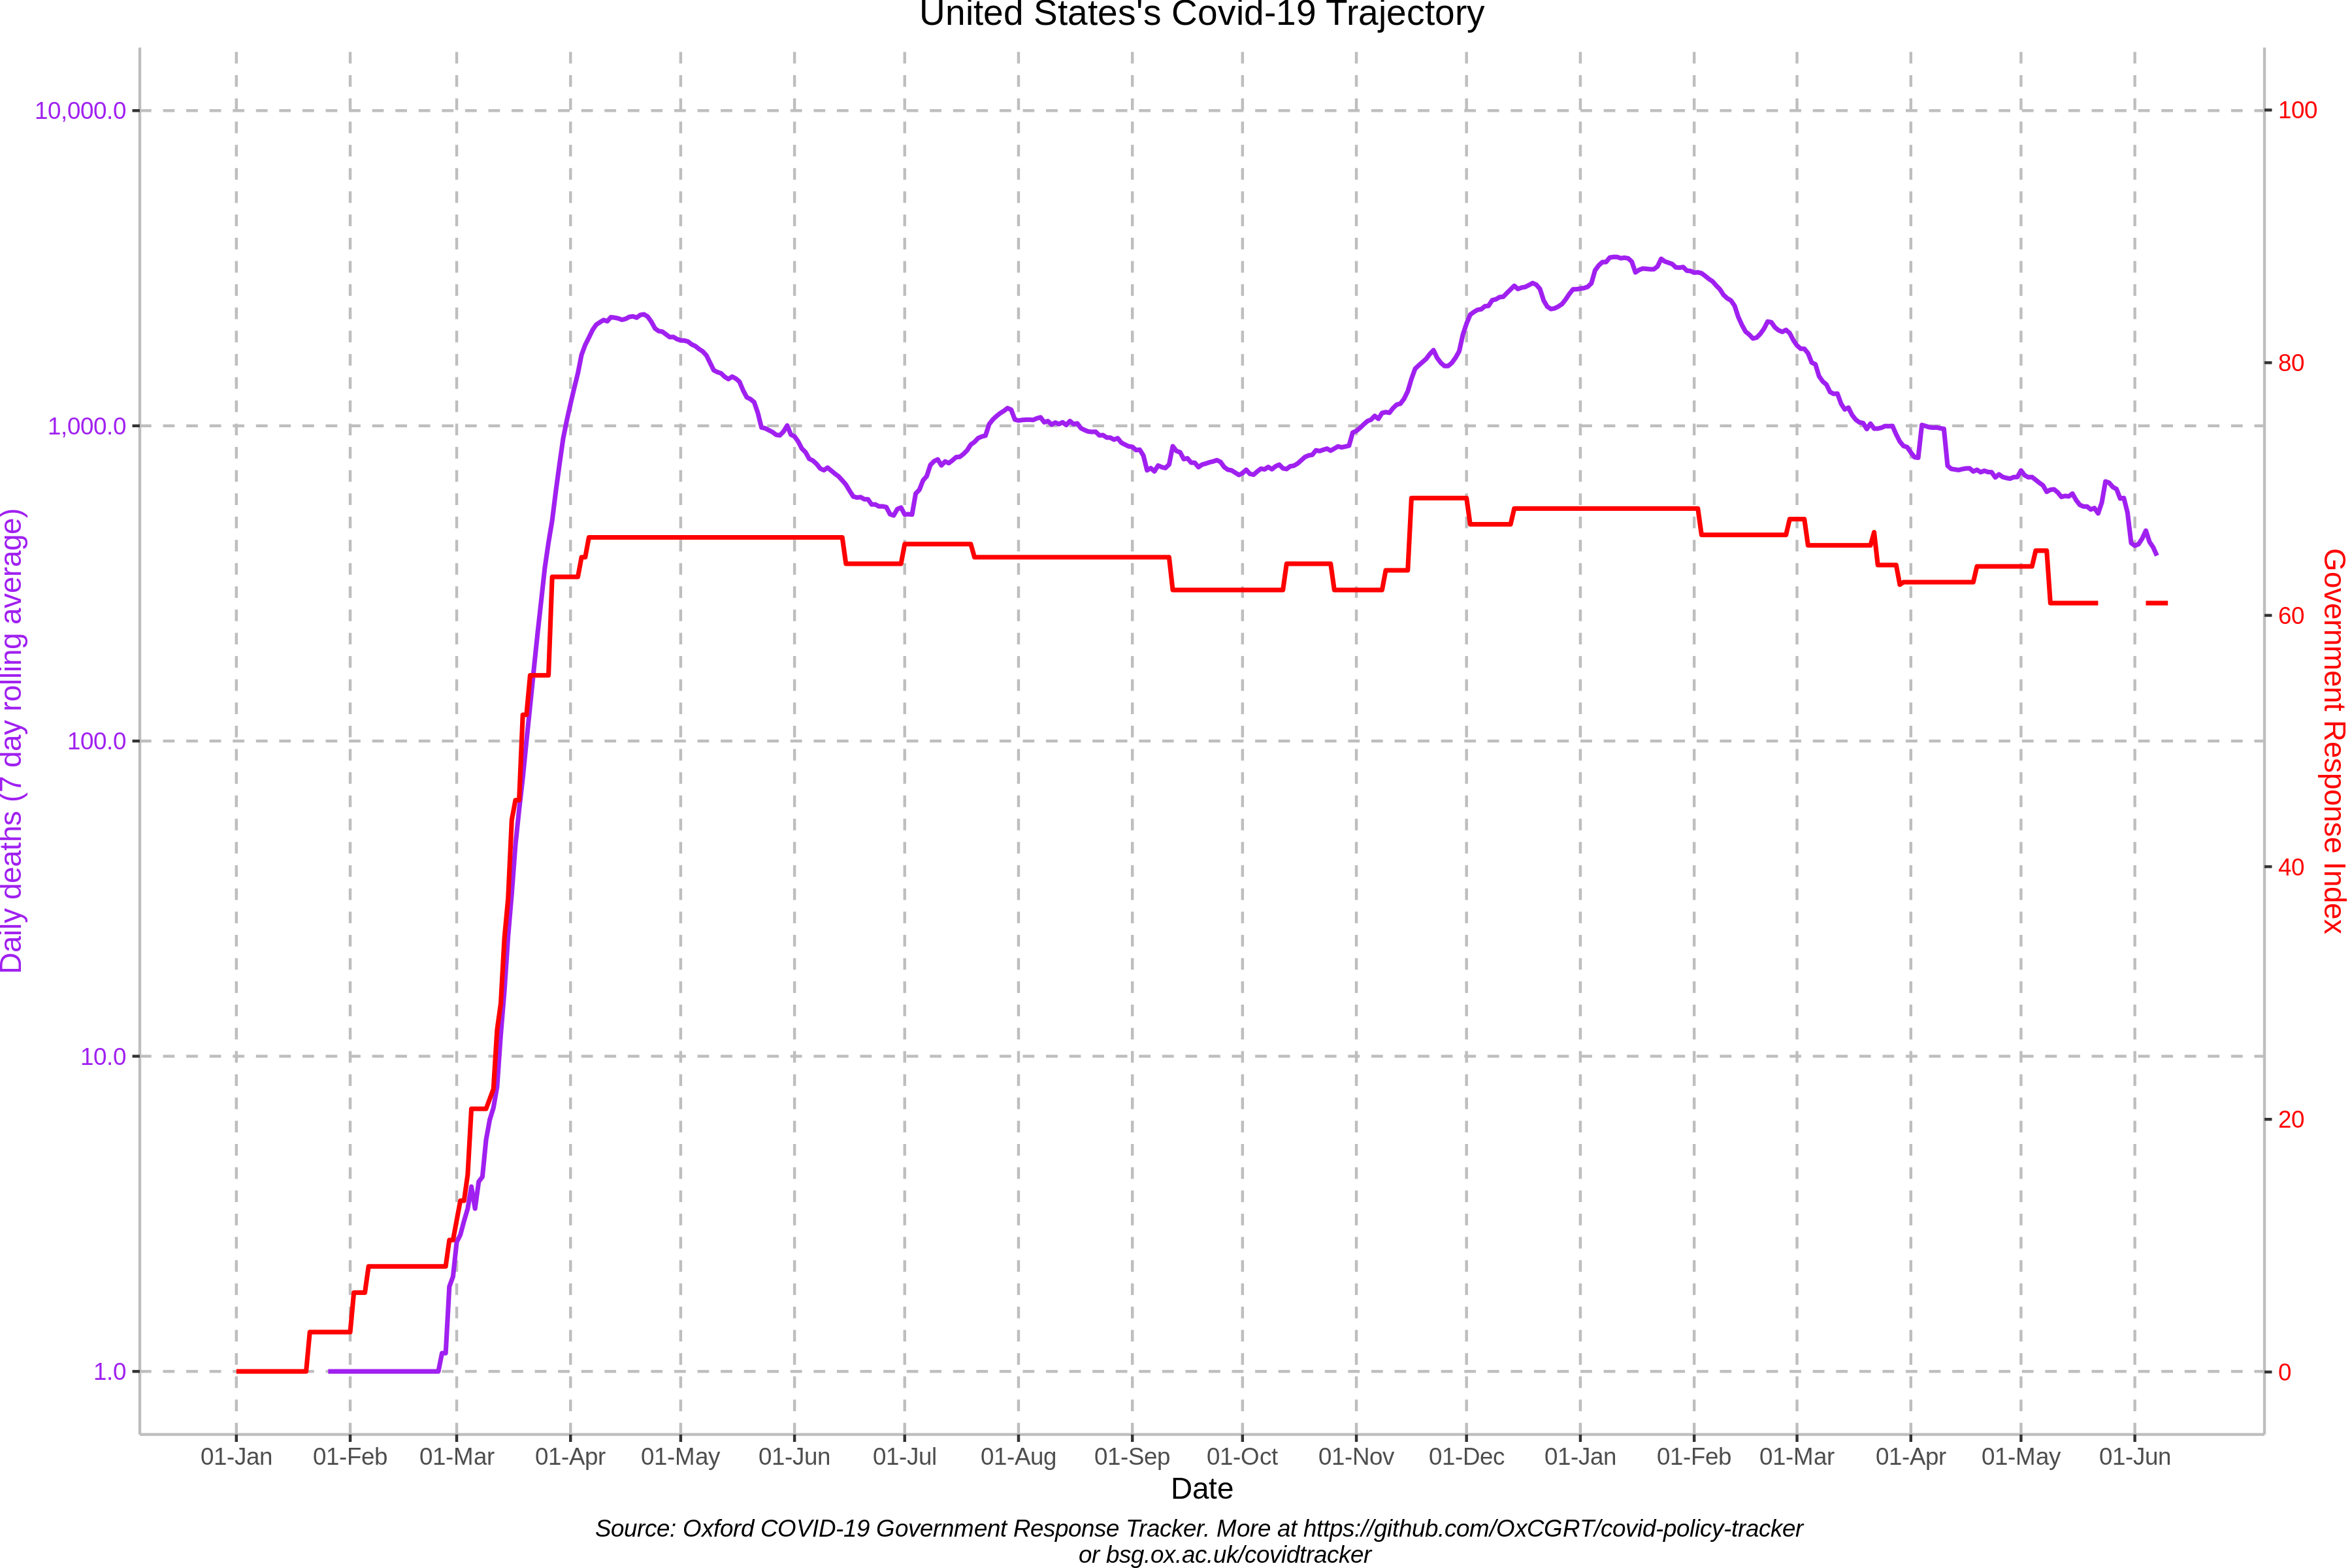 United States's Covid-19 Trajectory
10,000.0
1,000.0
100.0
10.0
1.0
Daily deaths (7 day rolling average)
100
80
60
40
20
0
Government Response Index
01-Jan 01-Feb 01-Mar 01-Apr 01-May 01-Jun 01-Jul 01-Aug 01-Sep 01-Oct 01-Nov 01-Dec 01-Jan 01-Feb 01-Mar 01-Apr 01-May 01-Jun
Date
Source: Oxford COVID-19 Government Response Tracker. More at https://github.com/OxCGRT/covid-policy-tracker
or bsg.ox.ac.uk/covidtracker